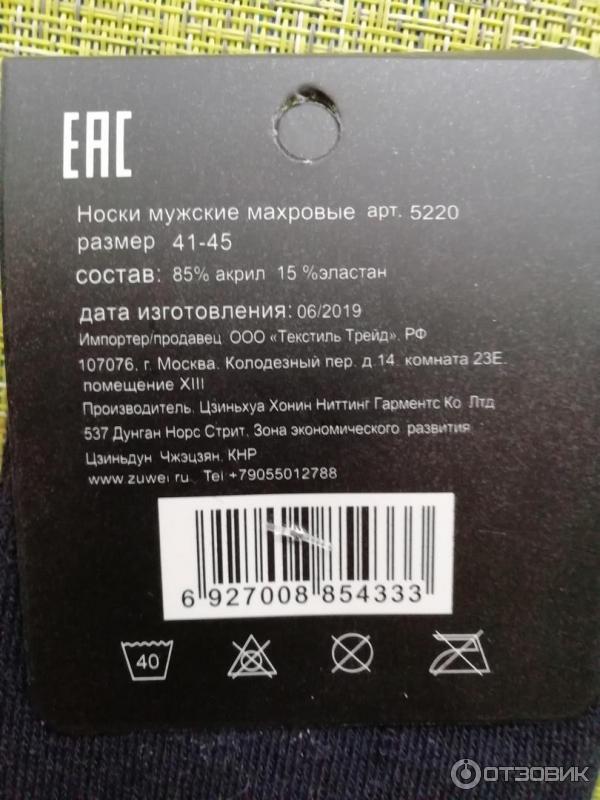 EAC
Носки мужские махровые арт. 5220
размер 41-45
состав: 85% акрил 15 %эластан
дата изготовления: 06/2019
Импортер/продавец ООО «Текстиль Трейд». РФ
107076, г. Москва. Колодезный пер. д.14. комната 23Е.
помещение XIII
Производитель. Цзиньхуа Хонин Ниттинг Гарментс Ко Лтд
537 Дунган Норс Стрит. Зона экономического развития
Цзиньдун Чжэцзян. КНР
www.zuwei.ru Tel +79055012788
6 927008 854333
40
ОТЗОВИК